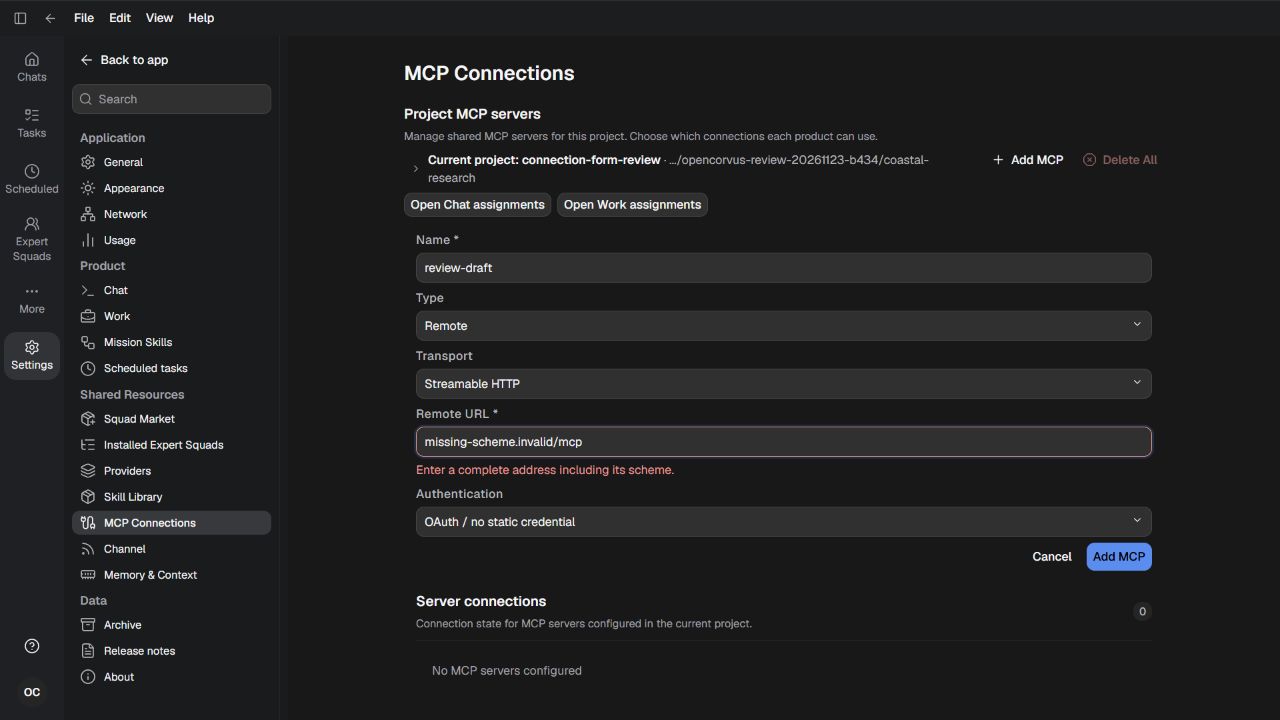 File Edit View Help
Chats
Tasks
Scheduled
Expert
Squads
More
Settings
OC
Back to app
Search
Application
General
Appearance
Network
Usage
Product
Chat
Work
Mission Skills
Scheduled tasks
Shared Resources
Squad Market
Installed Expert Squads
Providers
Skill Library
MCP Connections
Channel
Memory & Context
Data
Archive
Release notes
About
MCP Connections
Project MCP servers
Manage shared MCP servers for this project. Choose which connections each product can use.
Current project: connection-form-review · .../opencorvus-review-20261123-b434/coastal-
research
Add MCP
Delete All
Open Chat assignments
Open Work assignments
Name *
review-draft
Type
Remote
Transport
Streamable HTTP
Remote URL *
missing-scheme.invalid/mcp
Enter a complete address including its scheme.
Authentication
OAuth / no static credential
Cancel
Add MCP
Server connections
0
Connection state for MCP servers configured in the current project.
No MCP servers configured